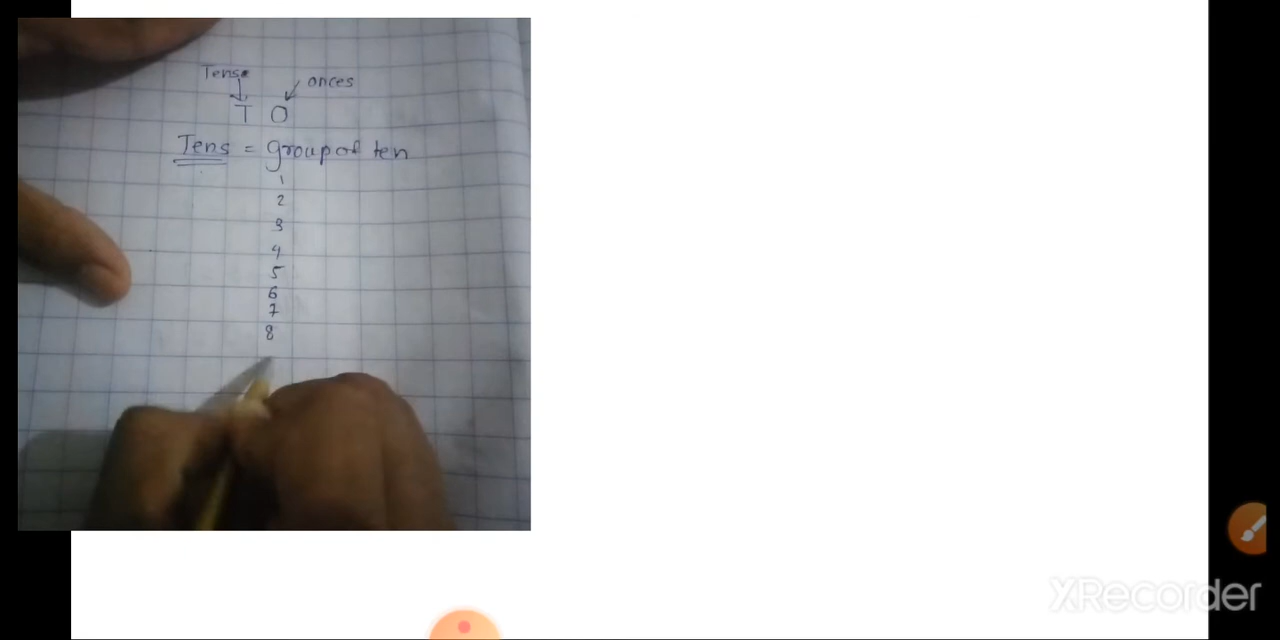 Tens
onces
T O
Tens = group of ten
1
2
3
4
5
6
7
8
XRecorder